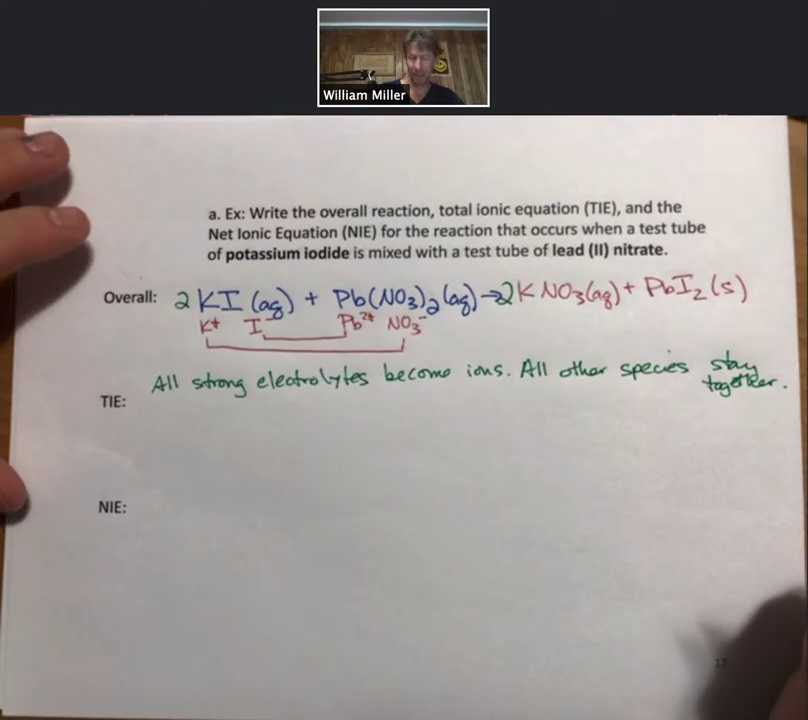 William Miller
a. Ex: Write the overall reaction, total ionic equation (TIE), and the
Net Ionic Equation (NIE) for the reaction that occurs when a test tube
of potassium iodide is mixed with a test tube of lead (II) nitrate.
Overall: 2 KI (aq) + Pb(NO₃)₂(aq) → 2KNO₃(aq) + PbI₂(s)
K⁺ I⁻ Pb²⁺ NO₃⁻
All strong electrolytes become ions. All other species stay
together.
TIE:
NIE: